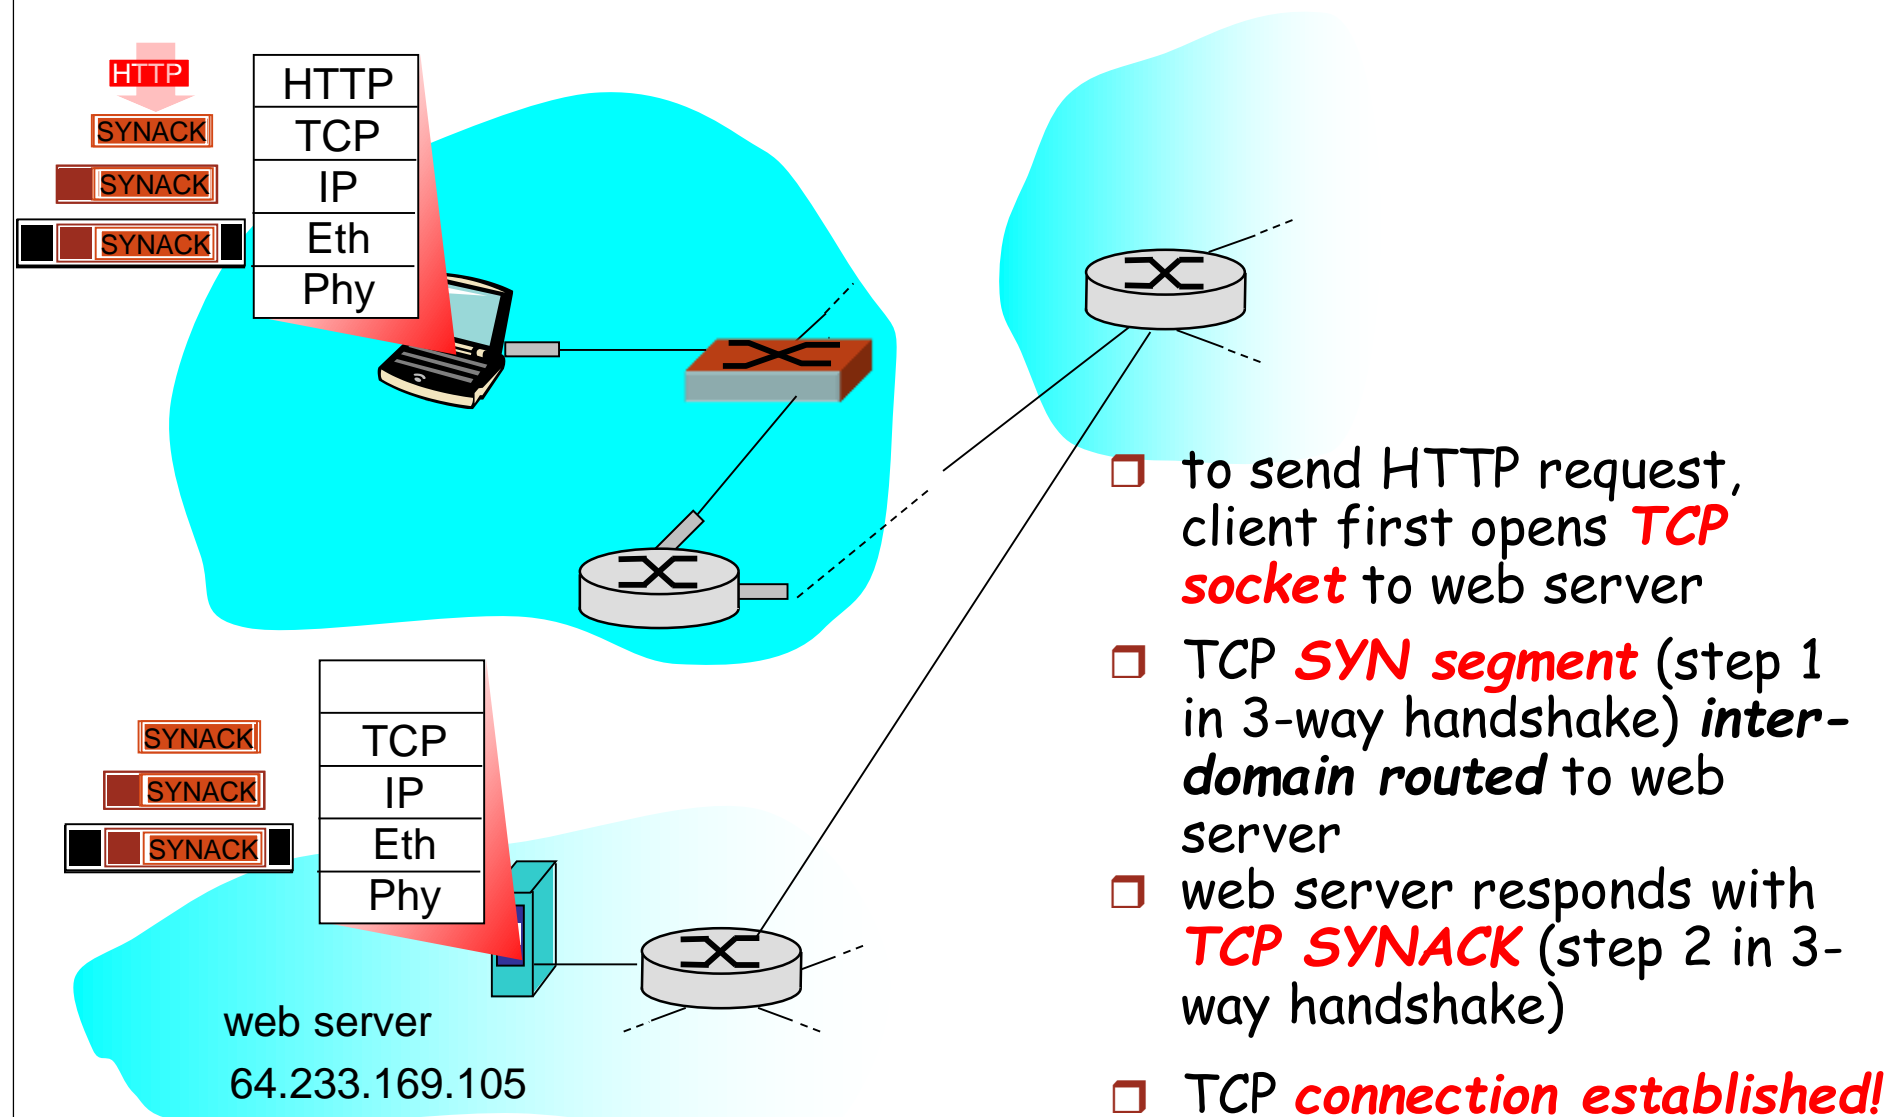 HTTP
SYNACK
SYNACK
SYNACK
HTTP
TCP
IP
Eth
Phy
SYNACK
SYNACK
SYNACK
TCP
IP
Eth
Phy
web server
64.233.169.105
to send HTTP request,
client first opens TCP
socket to web server
TCP SYN segment (step 1
in 3-way handshake) inter-
domain routed to web
server
web server responds with
TCP SYNACK (step 2 in 3-
way handshake)
TCP connection established!